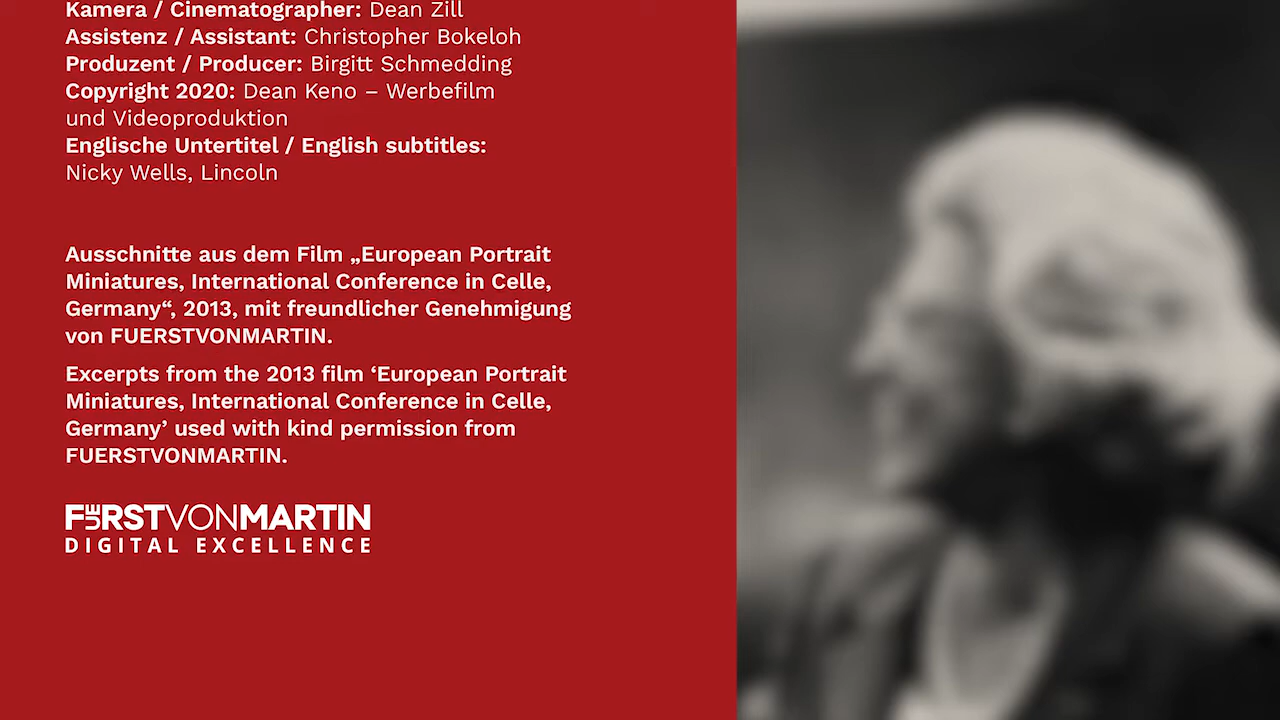 Kamera / Cinematographer: Dean Zill
Assistenz / Assistant: Christopher Bokeloh
Produzent / Producer: Birgitt Schmedding
Copyright 2020: Dean Keno – Werbefilm
und Videoproduktion
Englische Untertitel / English subtitles:
Nicky Wells, Lincoln
Ausschnitte aus dem Film „European Portrait
Miniatures, International Conference in Celle,
Germany“, 2013, mit freundlicher Genehmigung
von FUERSTVONMARTIN.
Excerpts from the 2013 film ‘European Portrait
Miniatures, International Conference in Celle,
Germany’ used with kind permission from
FUERSTVONMARTIN.
FUERSTVONMARTIN
DIGITAL EXCELLENCE